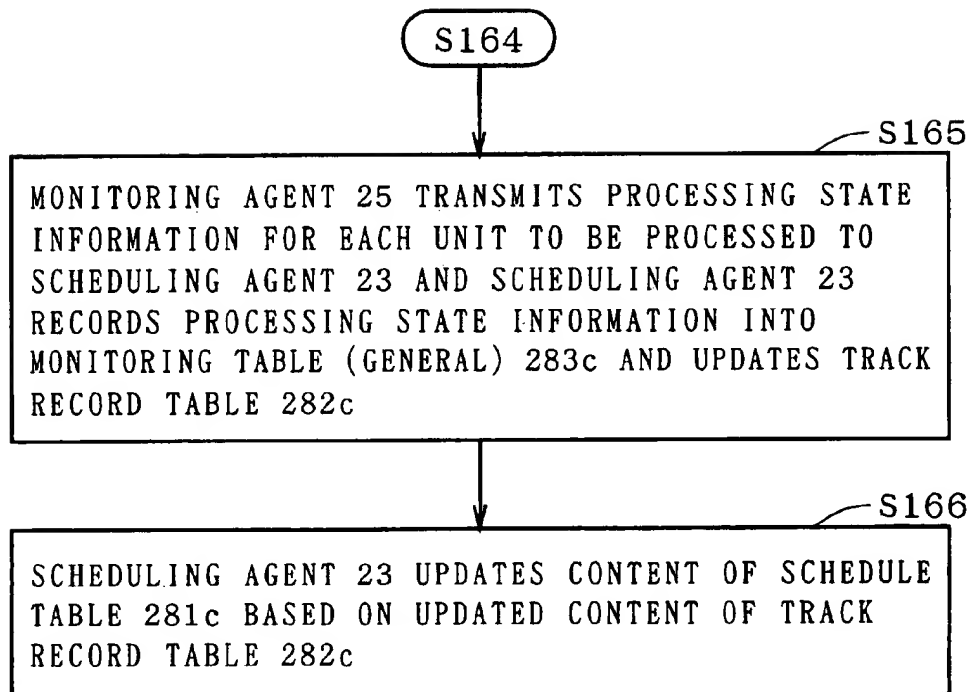 S164
S165
MONITORING AGENT 25 TRANSMITS PROCESSING STATE
INFORMATION FOR EACH UNIT TO BE PROCESSED TO
SCHEDULING AGENT 23 AND SCHEDULING AGENT 23
RECORDS PROCESSING STATE INFORMATION INTO
MONITORING TABLE (GENERAL) 283c AND UPDATES TRACK
RECORD TABLE 282c
S166
SCHEDULING AGENT 23 UPDATES CONTENT OF SCHEDULE
TABLE 281c BASED ON UPDATED CONTENT OF TRACK
RECORD TABLE 282c